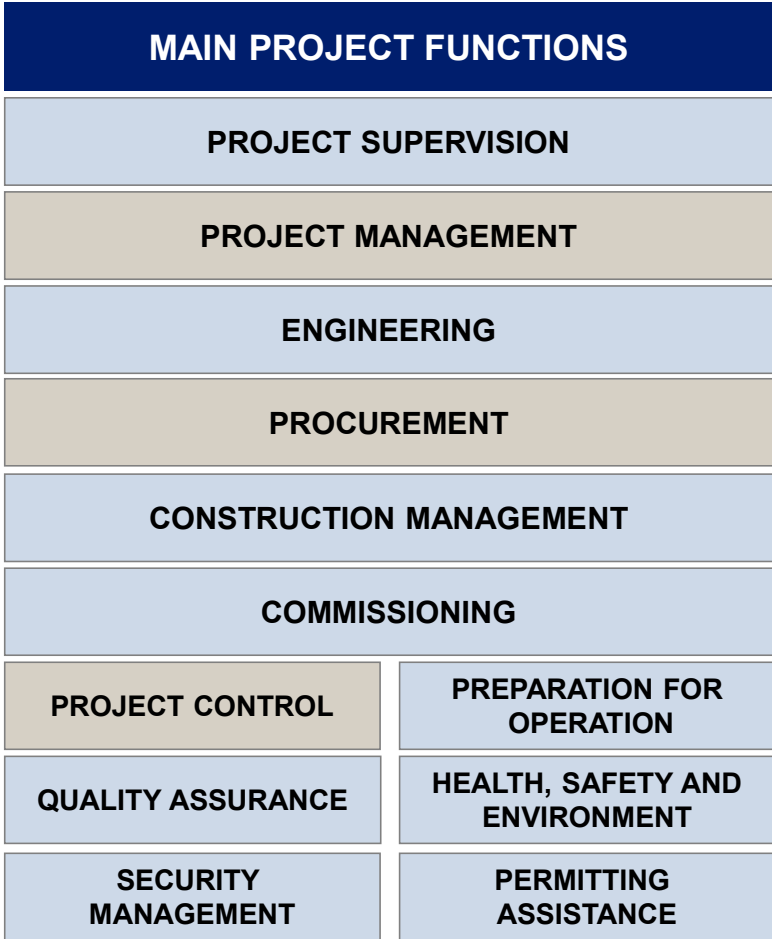 MAIN PROJECT FUNCTIONS
PROJECT SUPERVISION
PROJECT MANAGEMENT
ENGINEERING
PROCUREMENT
CONSTRUCTION MANAGEMENT
COMMISSIONING
PROJECT CONTROL
PREPARATION FOR
OPERATION
QUALITY ASSURANCE
HEALTH, SAFETY AND
ENVIRONMENT
SECURITY
MANAGEMENT
PERMITTING
ASSISTANCE